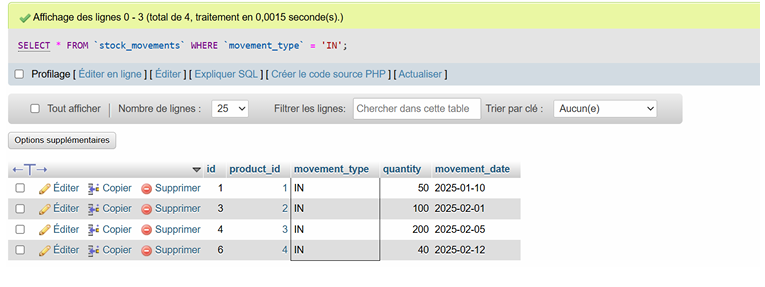 Affichage des lignes 0 - 3 (total de 4, traitement en 0,0015 seconde(s).)
SELECT * FROM `stock_movements` WHERE `movement_type` = 'IN';
Profilage [ Éditer en ligne ] [ Éditer ] [ Expliquer SQL ] [ Créer le code source PHP ] [ Actualiser ]
Tout afficher Nombre de lignes : 25 Filtrer les lignes: Chercher dans cette table Trier par clé : Aucun(e)
Options supplémentaires
←T→ id product_id movement_type quantity movement_date
Éditer Copier Supprimer 1 1 IN 50 2025-01-10
Éditer Copier Supprimer 3 2 IN 100 2025-02-01
Éditer Copier Supprimer 4 3 IN 200 2025-02-05
Éditer Copier Supprimer 6 4 IN 40 2025-02-12